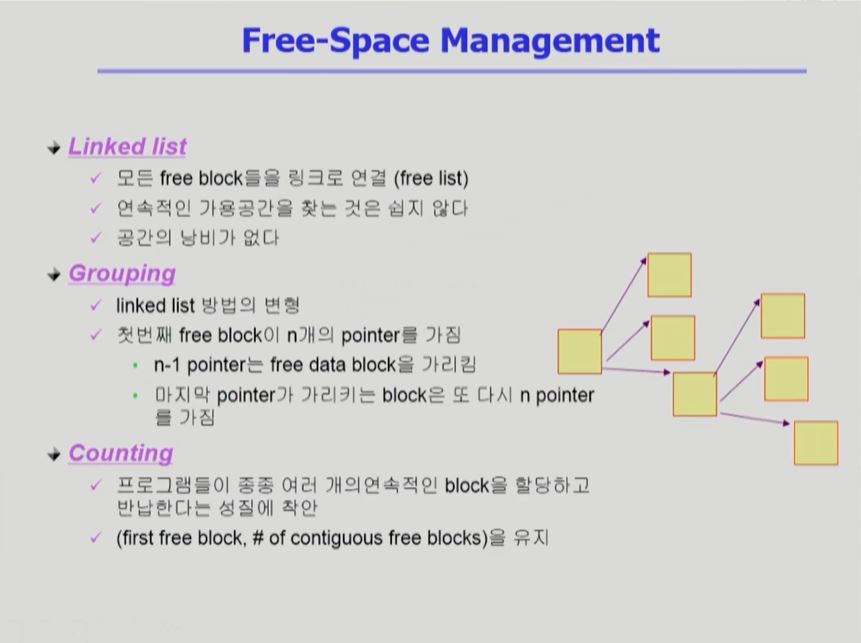 Free-Space Management
Linked list
모든 free block들을 링크로 연결 (free list)
연속적인 가용공간을 찾는 것은 쉽지 않다
공간의 낭비가 없다
Grouping
linked list 방법의 변형
첫번째 free block이 n개의 pointer를 가짐
n-1 pointer는 free data block을 가리킴
마지막 pointer가 가리키는 block은 또 다시 n pointer
를 가짐
Counting
프로그램들이 종종 여러 개의연속적인 block을 할당하고
반납한다는 성질에 착안
(first free block, # of contiguous free blocks)을 유지